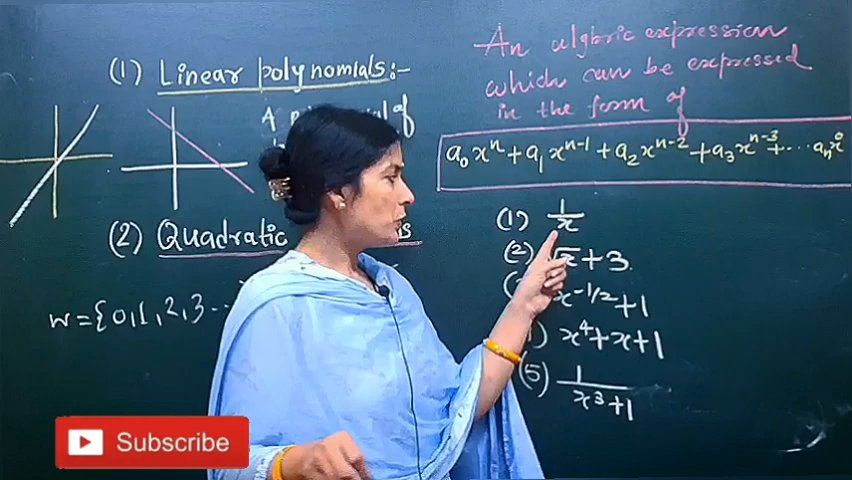 (1) Linear polynomials:-
A of
(2) Quadratic s
w={0,1,2,3..
An algbric expression
which can be expressed
in the form of
a₀xⁿ+a₁xⁿ⁻¹+a₂xⁿ⁻²+a₃xⁿ⁻³+...aₙx⁰
(1) 1/x
(2) √x+3
x^-1/2+1
) x⁴+x+1
(5) 1/(x³+1)
Subscribe